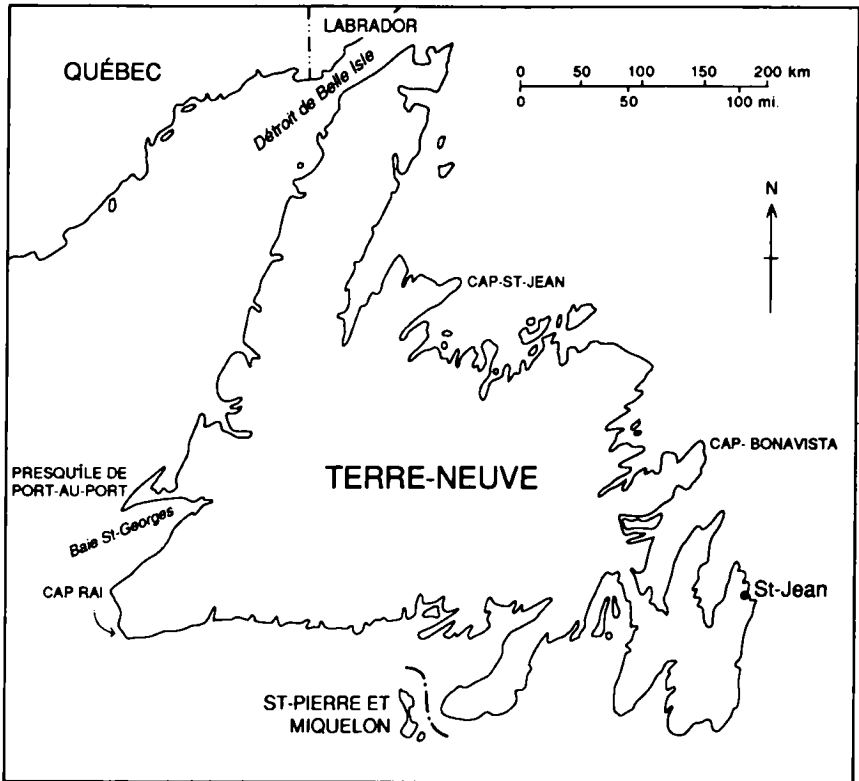 LABRADOR
QUÉBEC
Détroit de Belle Isle
0 50 100 150 200 km
0 50 100 mi.
N
CAP-ST-JEAN
CAP- BONAVISTA
PRESQU'ÎLE DE
PORT-AU-PORT
TERRE-NEUVE
Baie St-Georges
CAP RAI
St-Jean
ST-PIERRE ET
MIQUELON